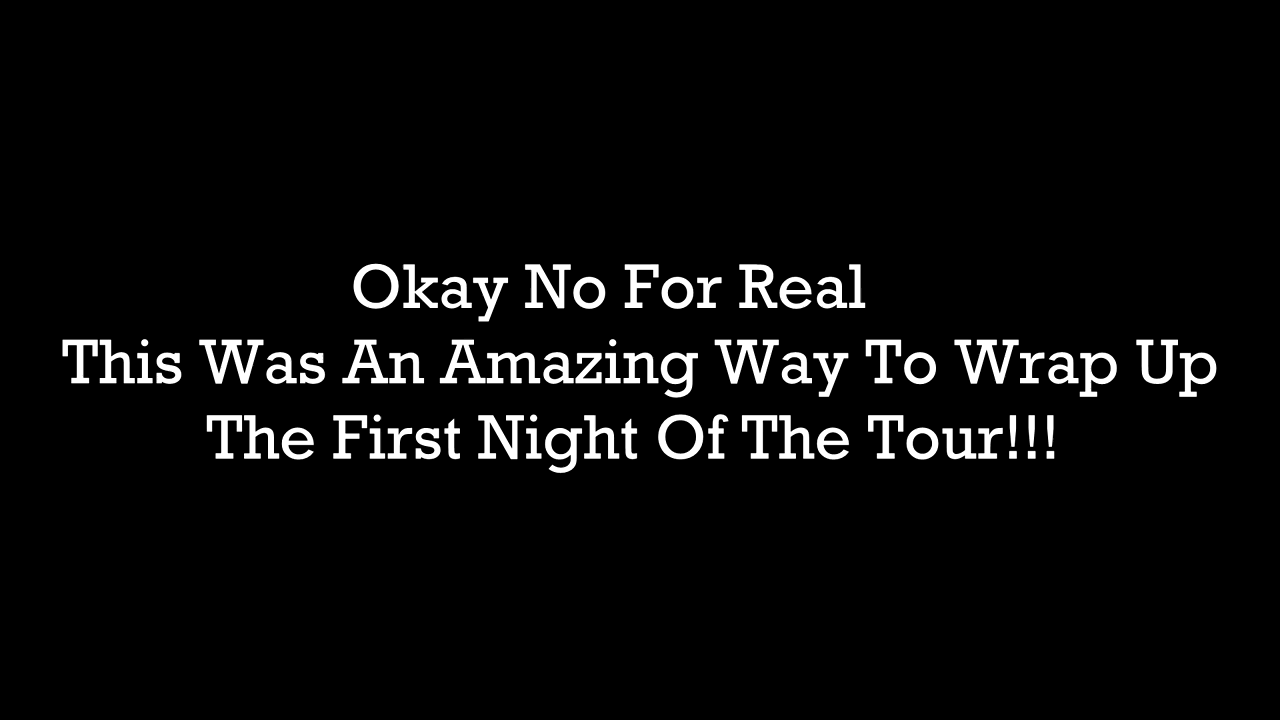 Okay No For Real
This Was An Amazing Way To Wrap Up
The First Night Of The Tour!!!